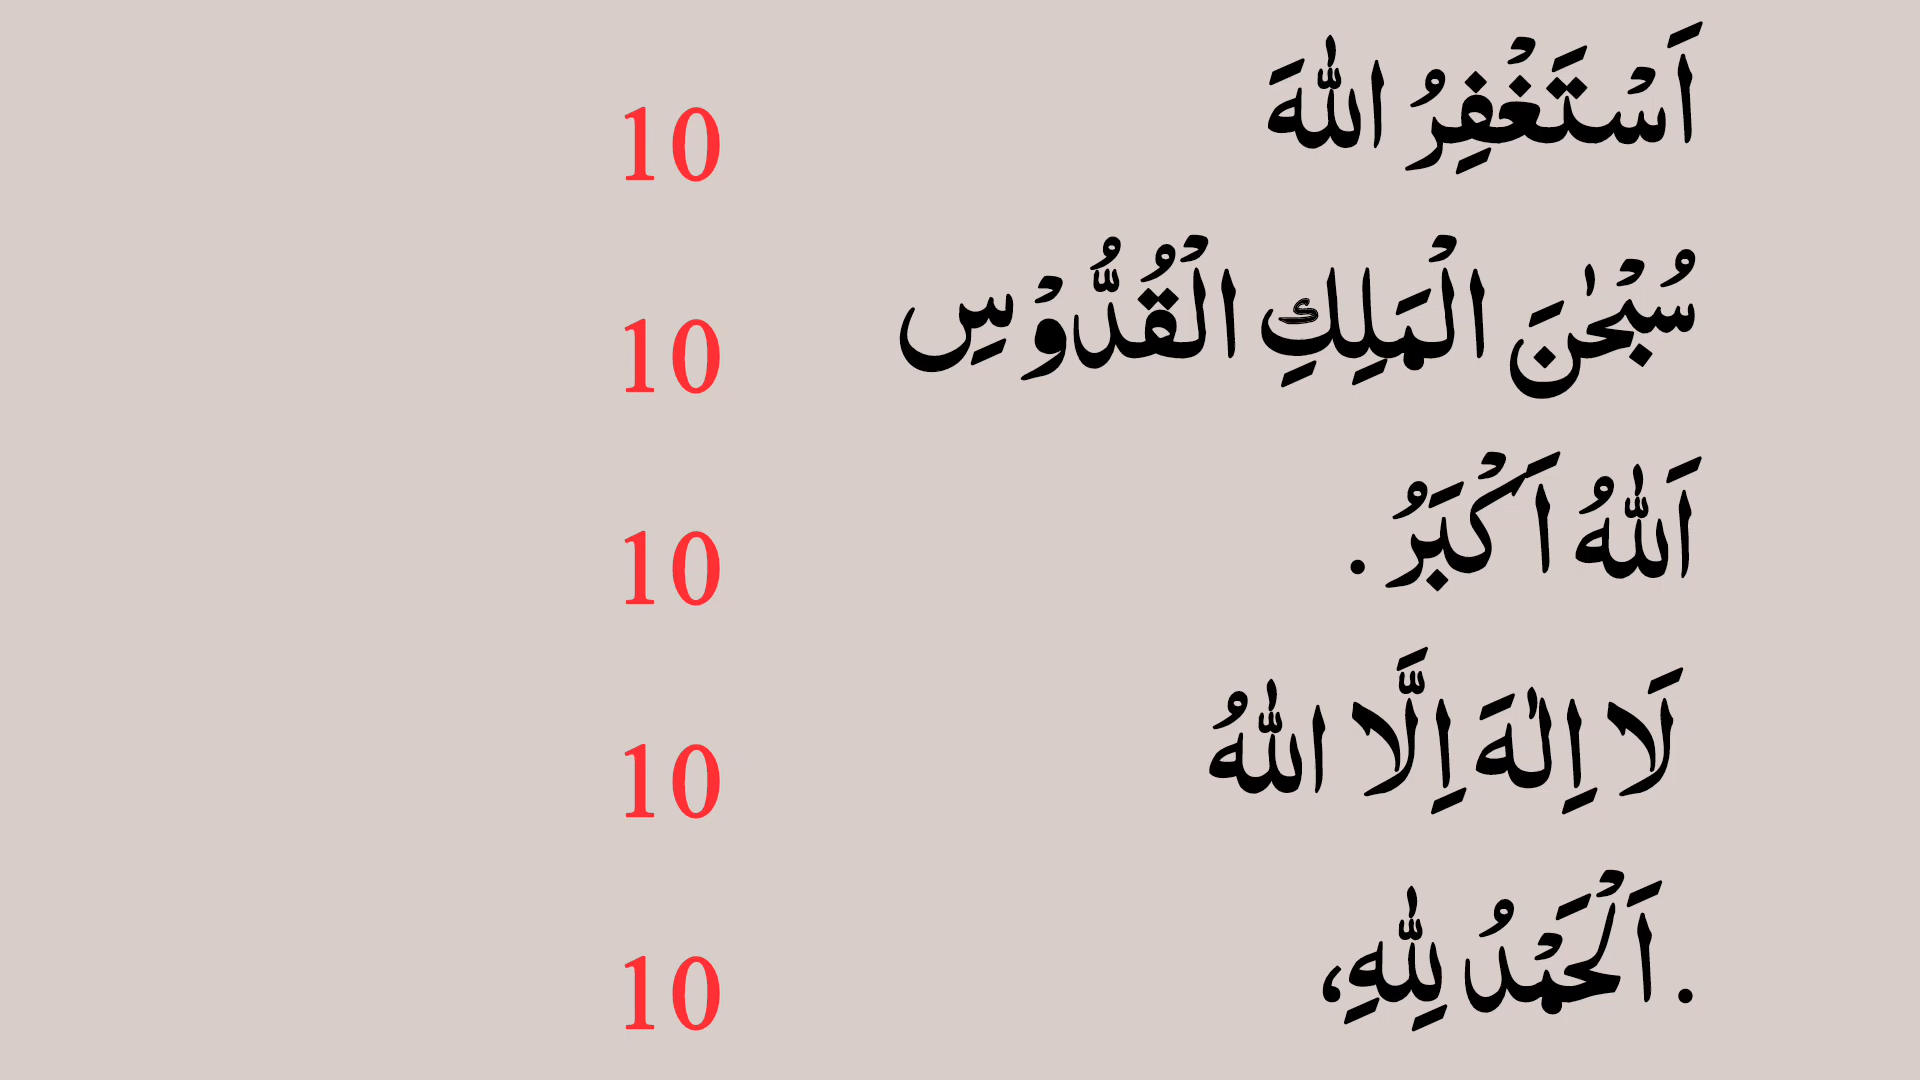 اَسْتَغْفِرُ اللّٰهَ 10
سُبْحٰنَ الْمَلِكِ الْقُدُّوْسِ 10
اَللّٰهُ اَكْبَرُ . 10
لَا اِلٰهَ اِلَّا اللّٰهُ 10
. اَلْحَمْدُ لِلّٰهِ، 10